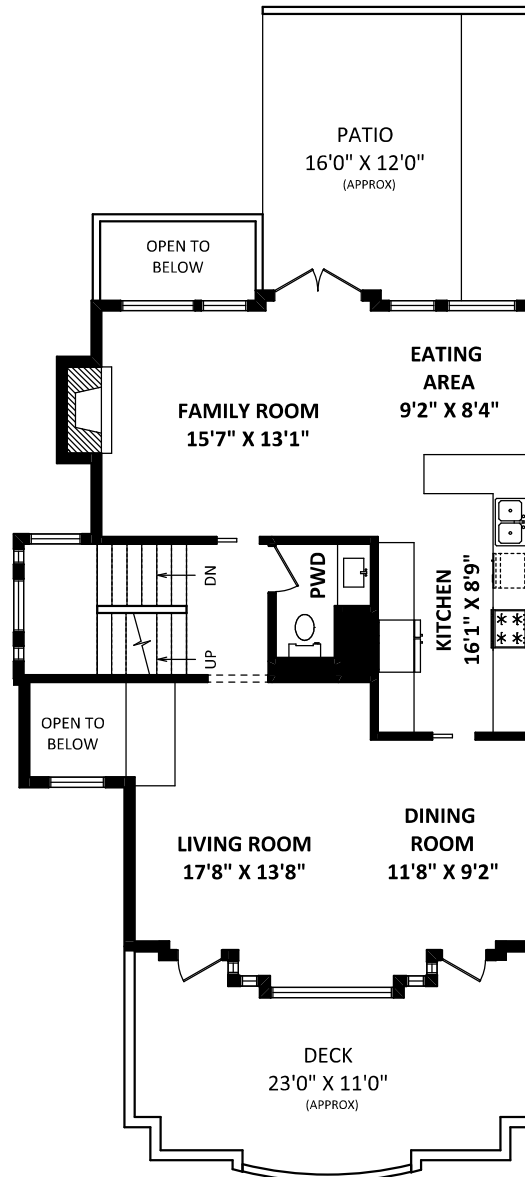 PATIO
16'0" X 12'0"
(APPROX)
OPEN TO
BELOW
EATING
AREA
9'2" X 8'4"
FAMILY ROOM
15'7" X 13'1"
DN
UP
PWD
KITCHEN
16'1" X 8'9"
OPEN TO
BELOW
LIVING ROOM
17'8" X 13'8"
DINING
ROOM
11'8" X 9'2"
DECK
23'0" X 11'0"
(APPROX)